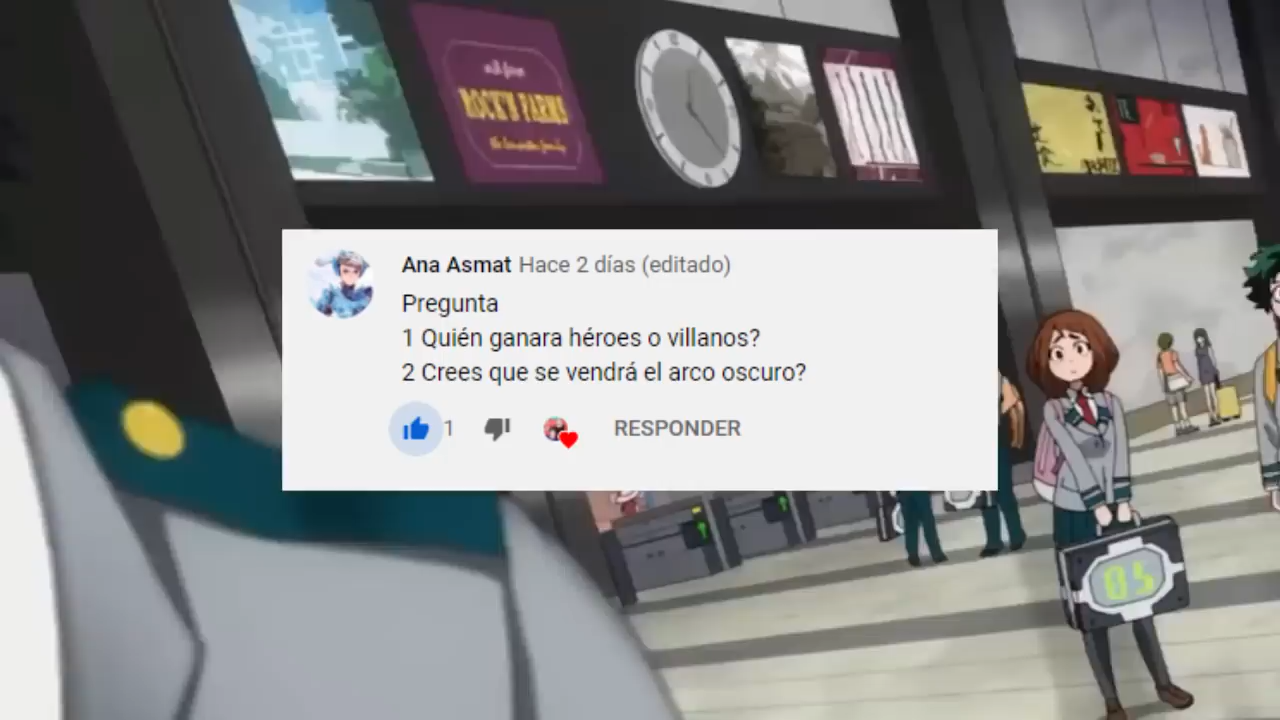 ROCK'N FARMS
Ana Asmat Hace 2 días (editado)
Pregunta
1 Quién ganara héroes o villanos?
2 Crees que se vendrá el arco oscuro?
1
RESPONDER
05